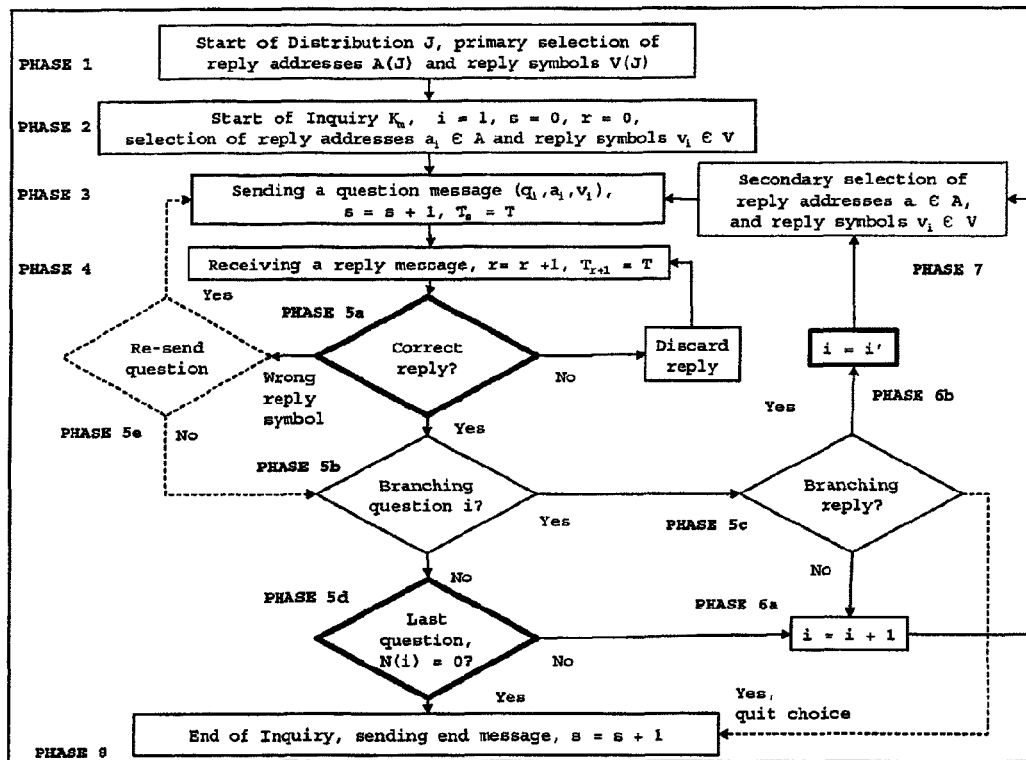 Start of Distribution J, primary selection of
reply addresses A(J) and reply symbols V(J)
PHASE 1
Start of Inquiry Kₘ, i = 1, s = 0, r = 0,
selection of reply addresses aᵢ ∈ A and reply symbols vᵢ ∈ V
PHASE 2
PHASE 3
Sending a question message (qᵢ,aᵢ,vᵢ),
s = s + 1, Tₛ = T
Secondary selection of
reply addresses a ∈ A,
and reply symbols vᵢ ∈ V
PHASE 4
Receiving a reply message, r= r +1, Tᵣ₊₁ = T
PHASE 7
Yes
PHASE 5a
Re-send
question
Correct
reply?
Discard
reply
i = i'
Wrong
reply
symbol
No
PHASE 5e
No
Yes
Yes
PHASE 6b
PHASE 5b
Branching
question i?
Yes
PHASE 5c
Branching
reply?
No
No
PHASE 5d
PHASE 6a
Last
question,
N(i) = 0?
No
i = i + 1
Yes
Yes,
quit choice
End of Inquiry, sending end message, s = s + 1
PHASE 8